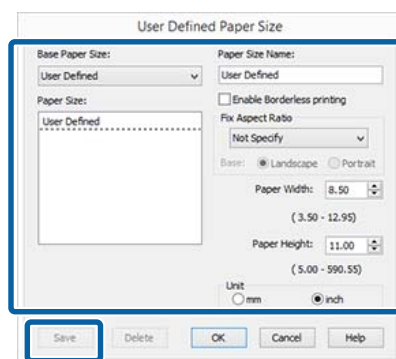 User Defined Paper Size
Base Paper Size:
User Defined
Paper Size:
User Defined
Paper Size Name:
User Defined
Enable Borderless printing
Fix Aspect Ratio
Not Specify
Base: Landscape Portrait
Paper Width: 8.50
( 3.50 - 12.95)
Paper Height: 11.00
( 5.00 - 590.55)
Unit
mm inch
Save Delete OK Cancel Help